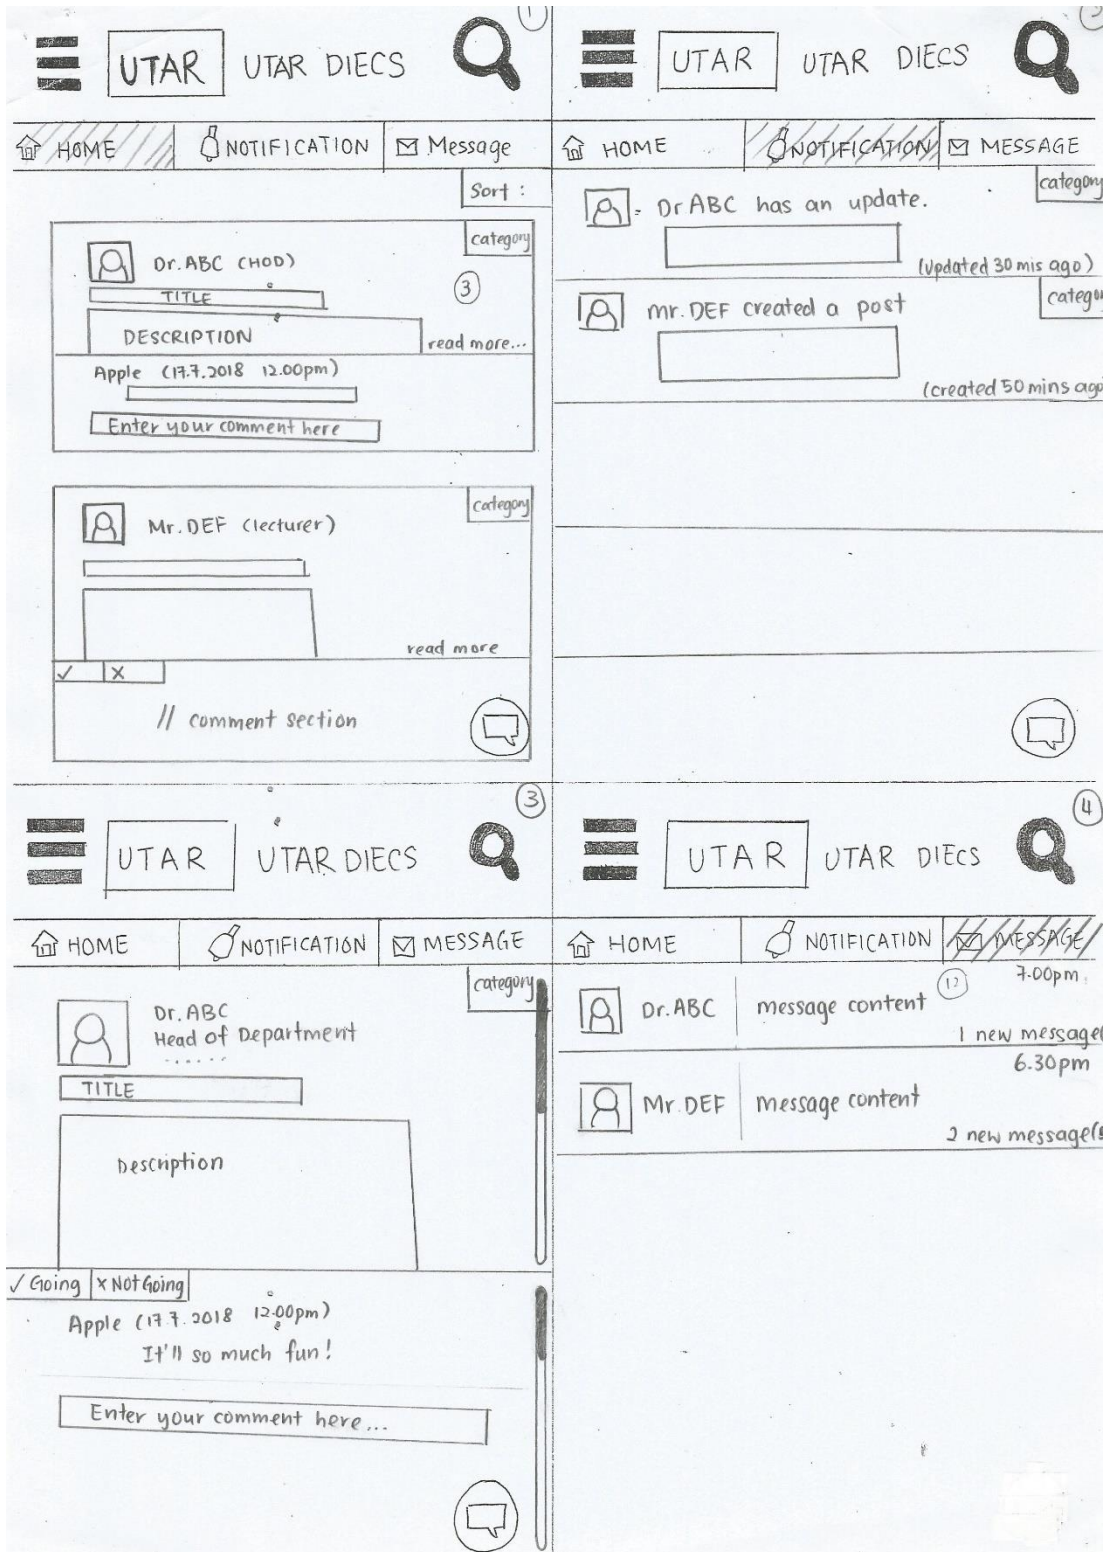 1
UTAR UTAR DIECS
HOME NOTIFICATION Message
Sort :
category
Dr. ABC (HOD)
3
TITLE
DESCRIPTION
read more...
Apple (17.7.2018 12.00pm)
Enter your comment here
category
Mr. DEF (lecturer)
read more
✓ X
// comment section
UTAR UTAR DIECS
HOME NOTIFICATION MESSAGE
category
Dr ABC has an update.
(updated 30 mis ago)
mr. DEF created a post
(created 50 mins ago
3
UTAR UTAR DIECS
HOME NOTIFICATION MESSAGE
category
Dr. ABC
Head of Department
......
TITLE
Description
✓ Going x Not Going
Apple (17.7.2018 12.00pm)
It'll so much fun!
Enter your comment here...
4
UTAR UTAR DIECS
HOME NOTIFICATION MESSAGE
7.00pm
Dr. ABC message content
1 new message(
6.30pm
Mr. DEF message content
2 new message(s